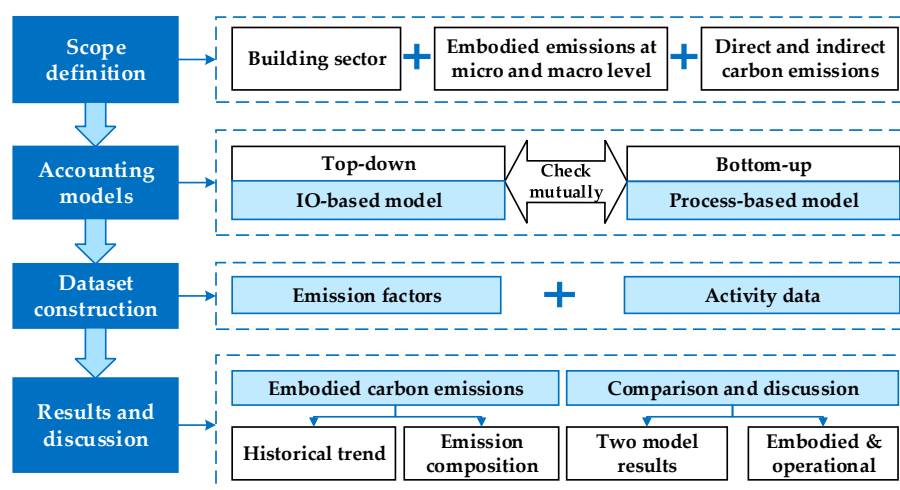 Scope
definition
Building sector
Embodied emissions at
micro and macro level
Direct and indirect
carbon emissions
Accounting
models
Top-down
IO-based model
Check
mutually
Bottom-up
Process-based model
Dataset
construction
Emission factors
Activity data
Results and
discussion
Embodied carbon emissions
Comparison and discussion
Historical trend
Emission
composition
Two model
results
Embodied &
operational